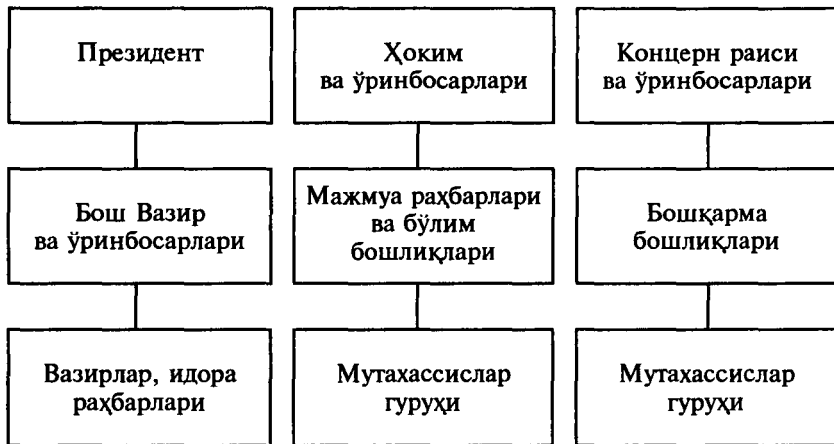 Президент
Ҳоким
ва ўринбосарлари
Концерн раиси
ва ўринбосарлари
Бош Вазир
ва ўринбосарлари
Мажмуа раҳбарлари
ва бўлим
бошлиқлари
Бошқарма
бошлиқлари
Вазирлар, идора
раҳбарлари
Мутахассислар
гуруҳи
Мутахассислар
гуруҳи